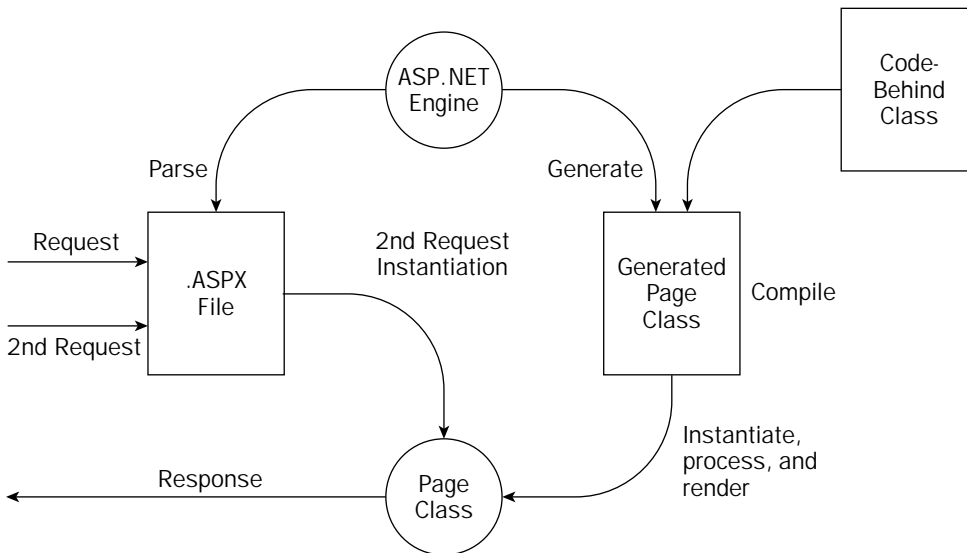 ASP.NET
Engine
Code-
Behind
Class
Parse
Generate
Request
2nd Request
Instantiation
.ASPX
File
Generated
Page
Class
Compile
2nd Request
Instantiate,
process, and
render
Response
Page
Class